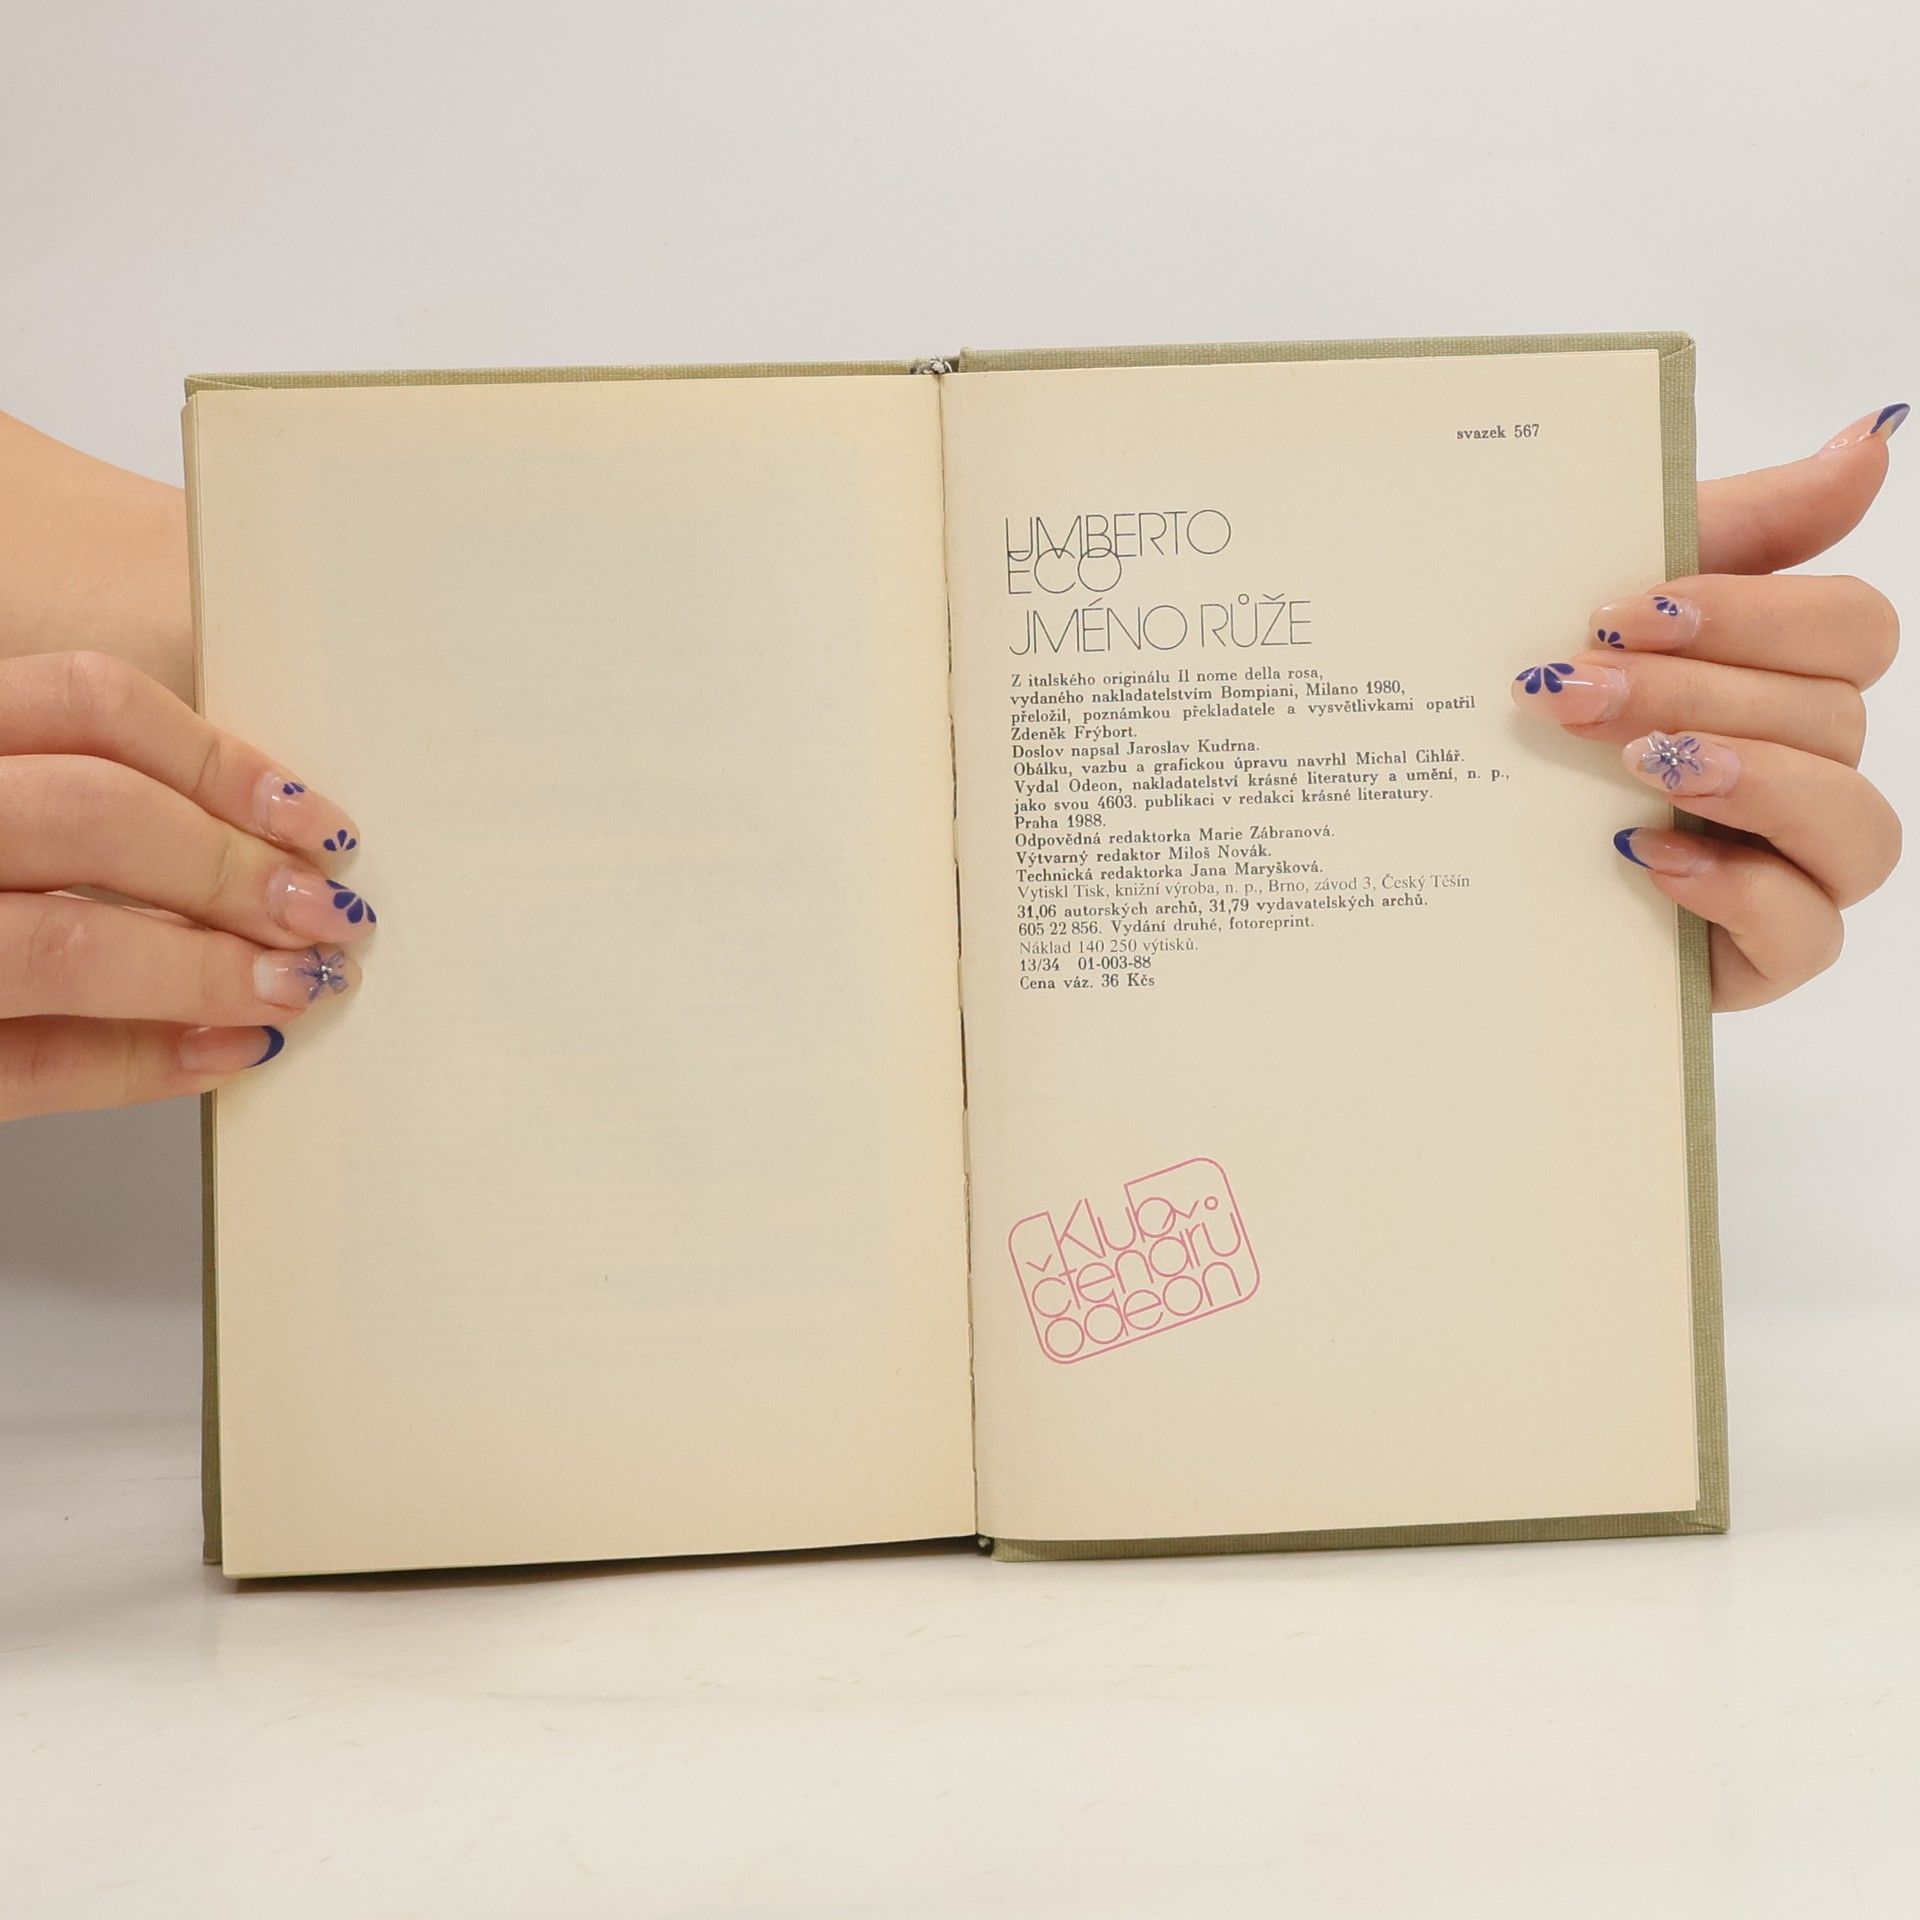 svazek 567
UMBERTO
ECO
JMÉNO RŮŽE
Z italského originálu Il nome della rosa,
vydaného nakladatelstvím Bompiani, Milano 1980,
přeložil, poznámkou překladatele a vysvětlivkami opatřil
Zdeněk Frýbort.
Doslov napsal Jaroslav Kudrna.
Obálku, vazbu a grafickou úpravu navrhl Michal Cihlář.
Vydal Odeon, nakladatelství krásné literatury a umění, n. p.,
jako svou 4603. publikaci v redakci krásné literatury.
Praha 1988.
Odpovědná redaktorka Marie Zábranová.
Výtvarný redaktor Miloš Novák.
Technická redaktorka Jana Maryšková.
Vytiskl Tisk, knižní výroba, n. p., Brno, závod 3, Český Těšín
31,06 autorských archů, 31,79 vydavatelských archů.
605 22 856. Vydání druhé, fotoreprint.
Náklad 140 250 výtisků.
13/34 01-003-88
Cena váz. 36 Kčs
Klub
čtenářů
odeon